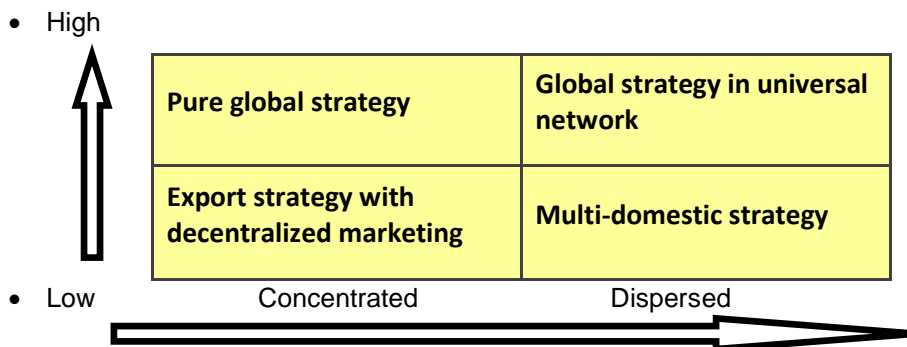 • High
Pure global strategy
Global strategy in universal
network
Export strategy with
decentralized marketing
Multi-domestic strategy
• Low Concentrated Dispersed